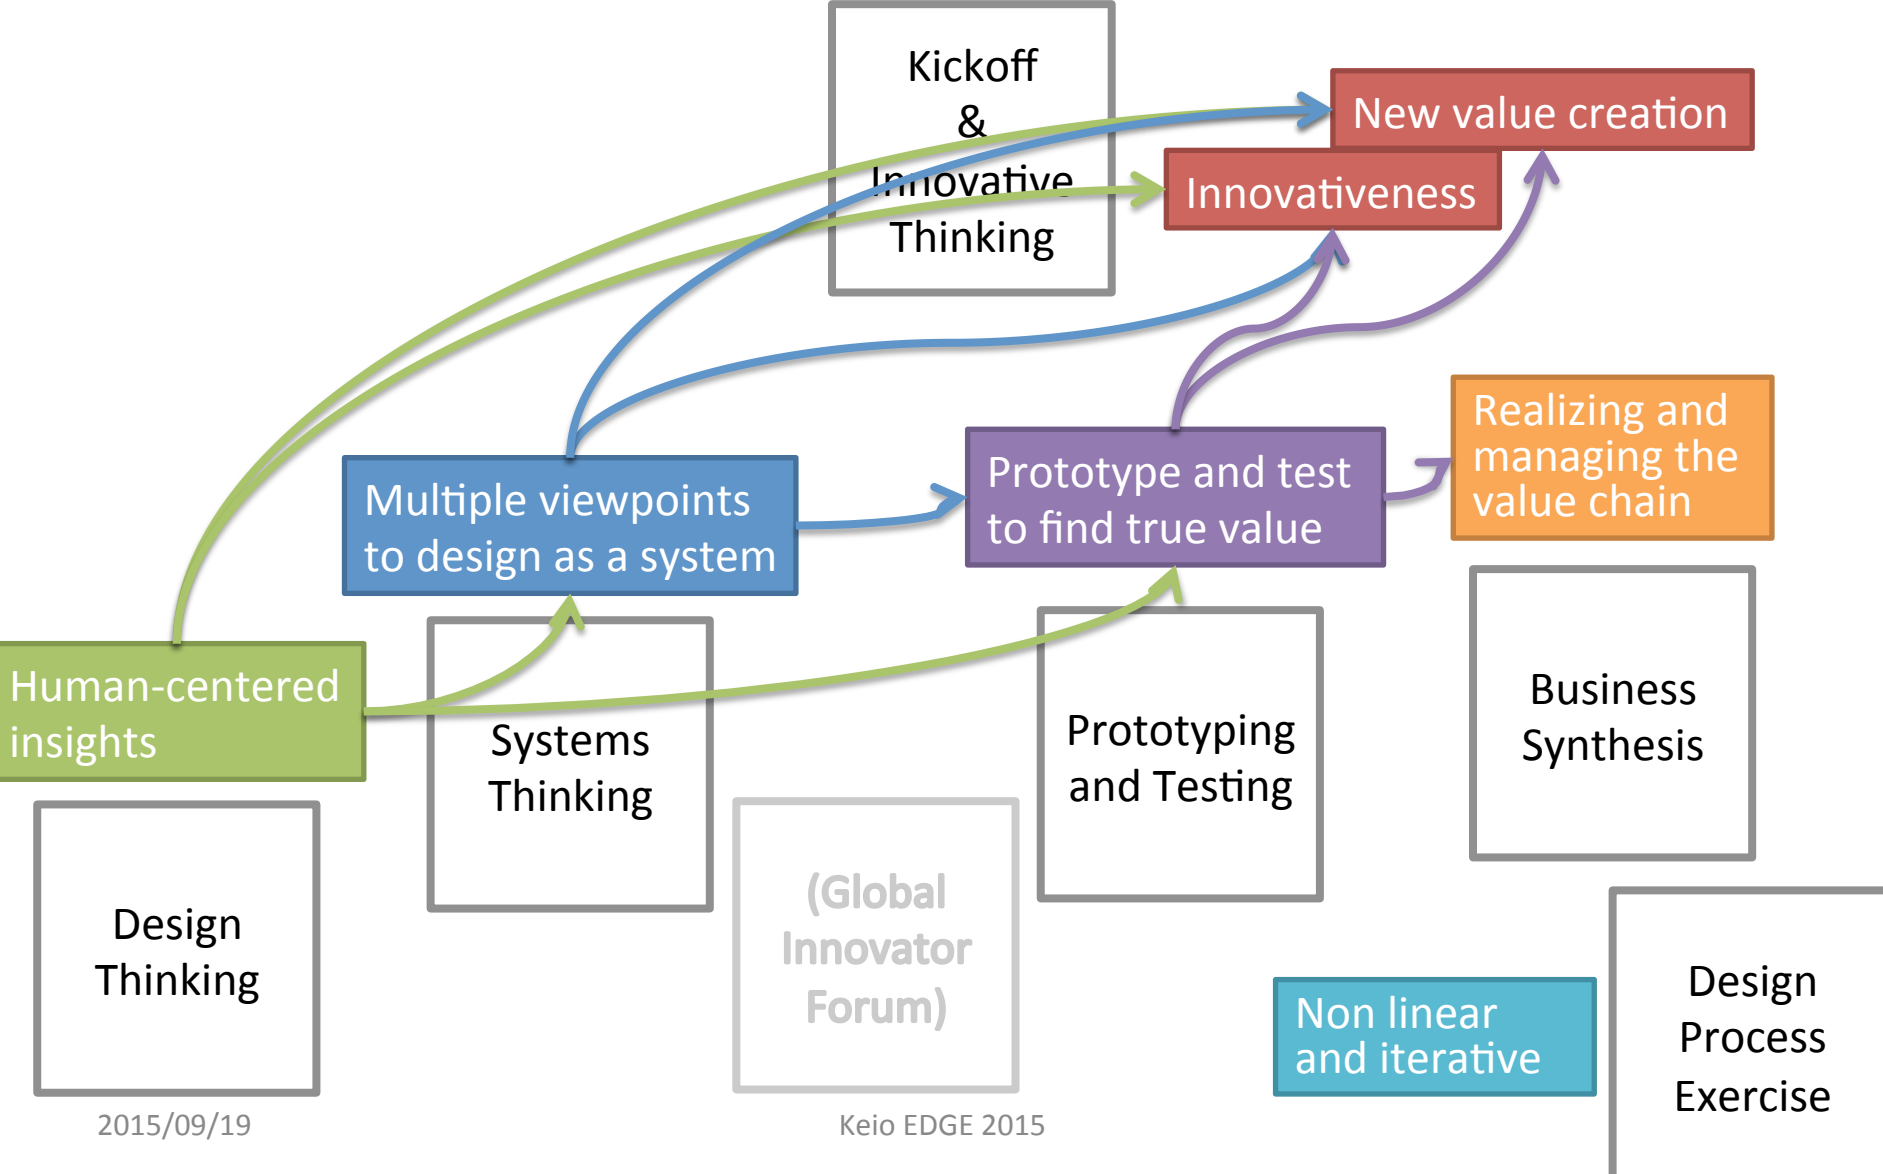 Kickoff
&
Innovative
Thinking
New value creation
Innovativeness
Realizing and
managing the
value chain
Multiple viewpoints
to design as a system
Prototype and test
to find true value
Human-centered
insights
Systems
Thinking
Prototyping
and Testing
Business
Synthesis
Design
Thinking
(Global
Innovator
Forum)
Non linear
and iterative
Design
Process
Exercise
2015/09/19
Keio EDGE 2015